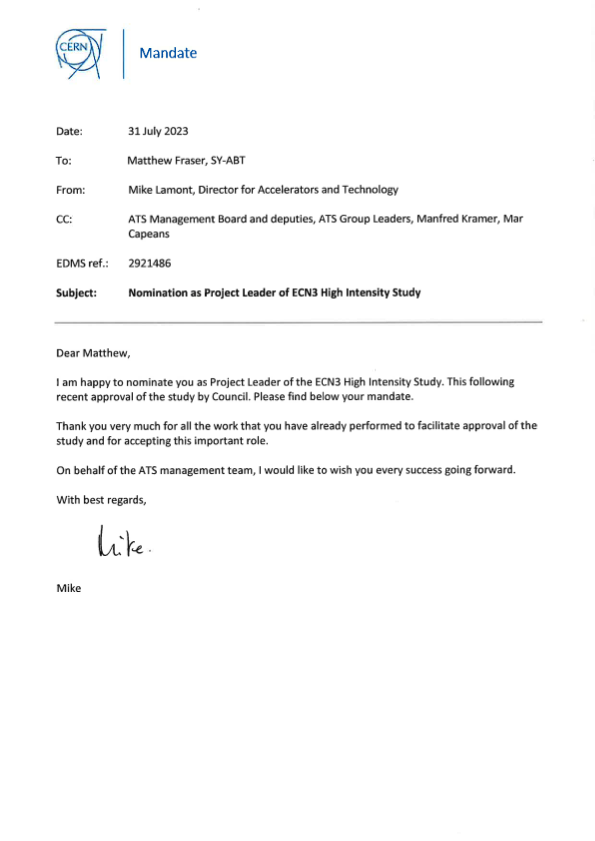 CERN
Mandate
Date: 31 July 2023
To: Matthew Fraser, SY-ABT
From: Mike Lamont, Director for Accelerators and Technology
CC: ATS Management Board and deputies, ATS Group Leaders, Manfred Kramer, Mar
Capeans
EDMS ref.: 2921486
Subject: Nomination as Project Leader of ECN3 High Intensity Study
Dear Matthew,
I am happy to nominate you as Project Leader of the ECN3 High Intensity Study. This following
recent approval of the study by Council. Please find below your mandate.
Thank you very much for all the work that you have already performed to facilitate approval of the
study and for accepting this important role.
On behalf of the ATS management team, I would like to wish you every success going forward.
With best regards,
Mike.
Mike